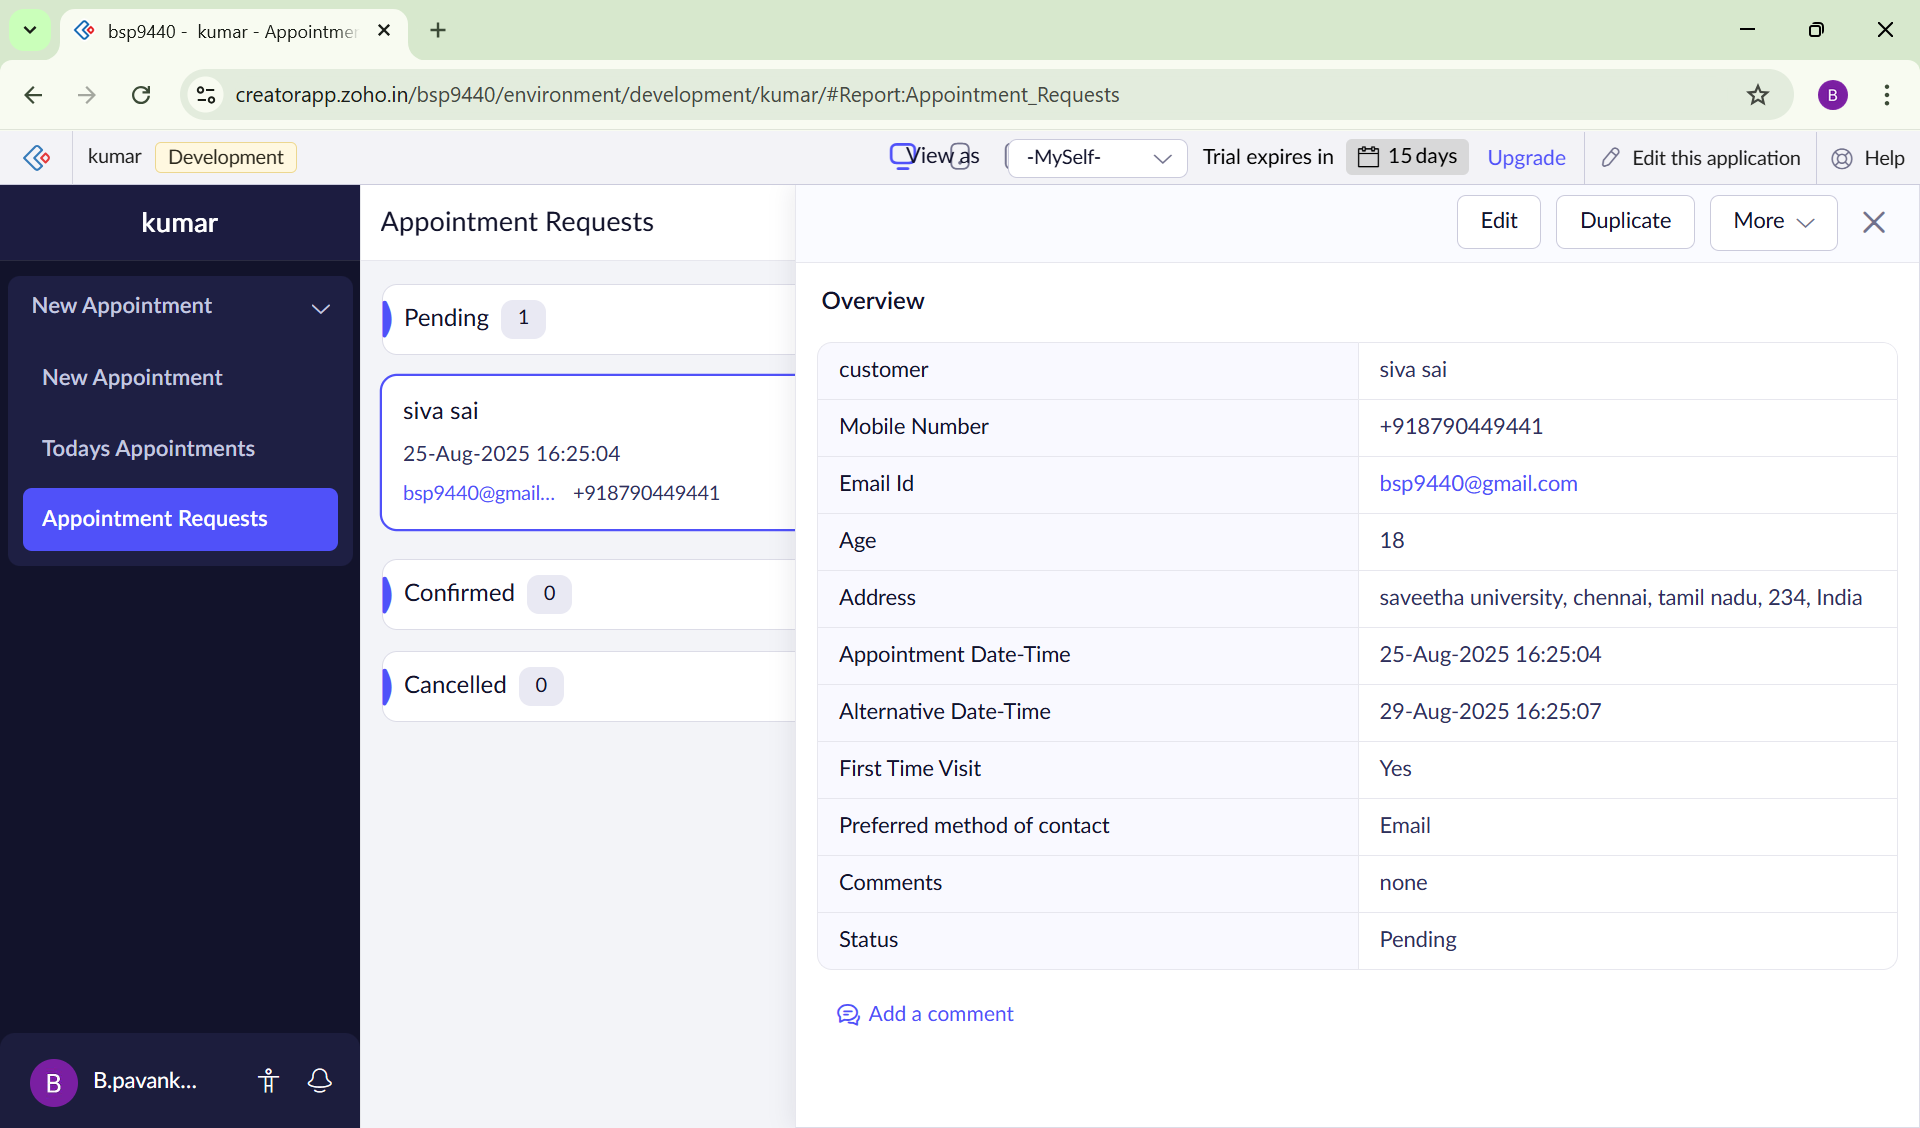 bsp9440 - kumar - Appointmer
creatorapp.zoho.in/bsp9440/environment/development/kumar/#Report:Appointment_Requests
B
kumar
Development
View as
-MySelf-
Trial expires in
15 days
Upgrade
Edit this application
Help
kumar
New Appointment
New Appointment
Todays Appointments
Appointment Requests
B
B.pavank...
Appointment Requests
Pending 1
siva sai
25-Aug-2025 16:25:04
bsp9440@gmail... +918790449441
Confirmed 0
Cancelled 0
Edit
Duplicate
More
Overview
customer siva sai
Mobile Number +918790449441
Email Id bsp9440@gmail.com
Age 18
Address saveetha university, chennai, tamil nadu, 234, India
Appointment Date-Time 25-Aug-2025 16:25:04
Alternative Date-Time 29-Aug-2025 16:25:07
First Time Visit Yes
Preferred method of contact Email
Comments none
Status Pending
Add a comment